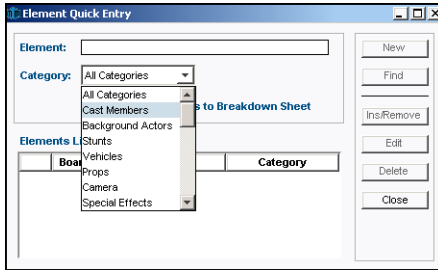 Element Quick Entry
Element:
New
Category: All Categories
Find
All Categories
Cast Members
s to Breakdown Sheet
Ins/Remove
Background Actors
Elements Li
Stunts
Edit
Boa
Vehicles
Category
Props
Delete
Camera
Special Effects
Close